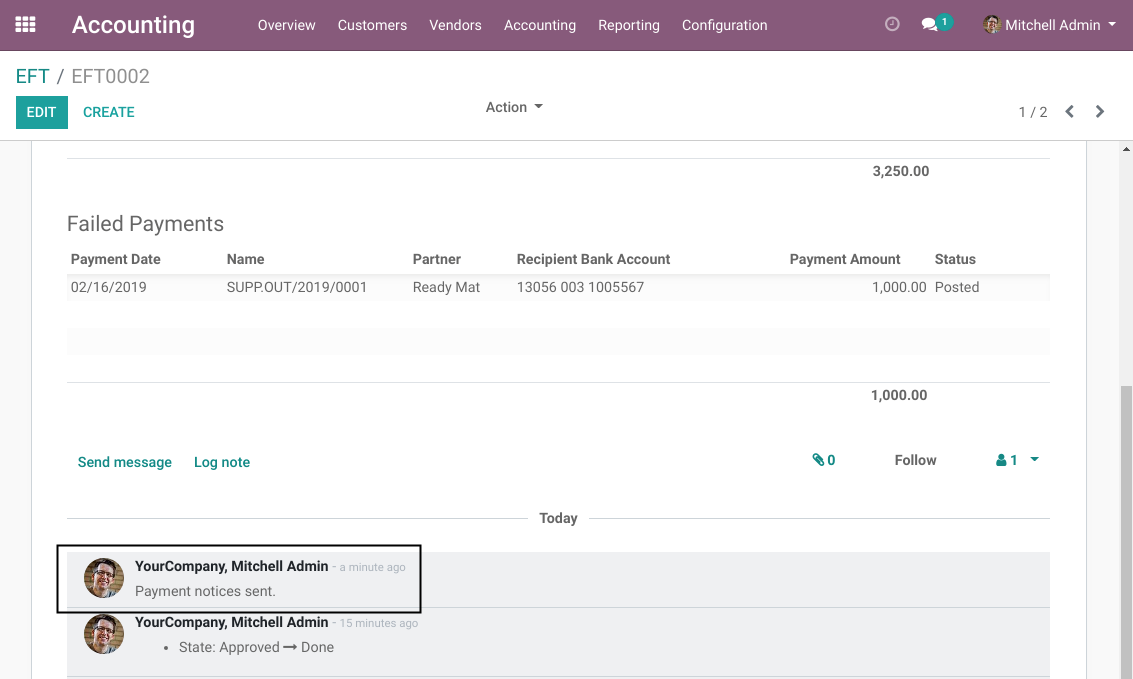 Accounting Overview Customers Vendors Accounting Reporting Configuration 1 Mitchell Admin
EFT / EFT0002
EDIT CREATE Action 1 / 2
3,250.00
Failed Payments
Payment Date Name Partner Recipient Bank Account Payment Amount Status
02/16/2019 SUPP.OUT/2019/0001 Ready Mat 13056 003 1005567 1,000.00 Posted
1,000.00
Send message Log note 0 Follow 1
Today
YourCompany, Mitchell Admin - a minute ago
Payment notices sent.
YourCompany, Mitchell Admin - 15 minutes ago
• State: Approved → Done